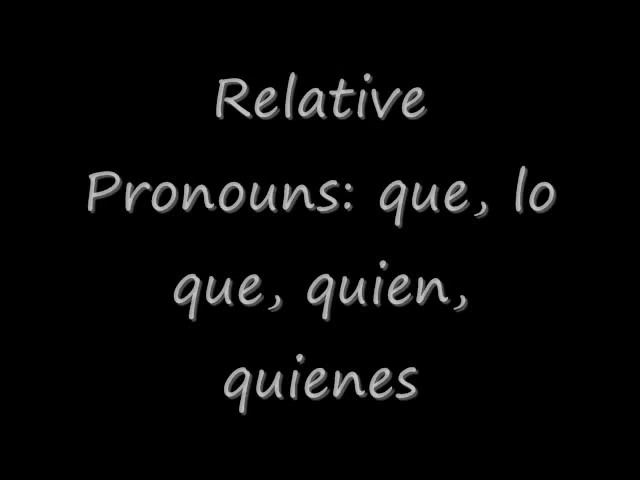 Relative
Pronouns: que, lo
que, quien,
quienes